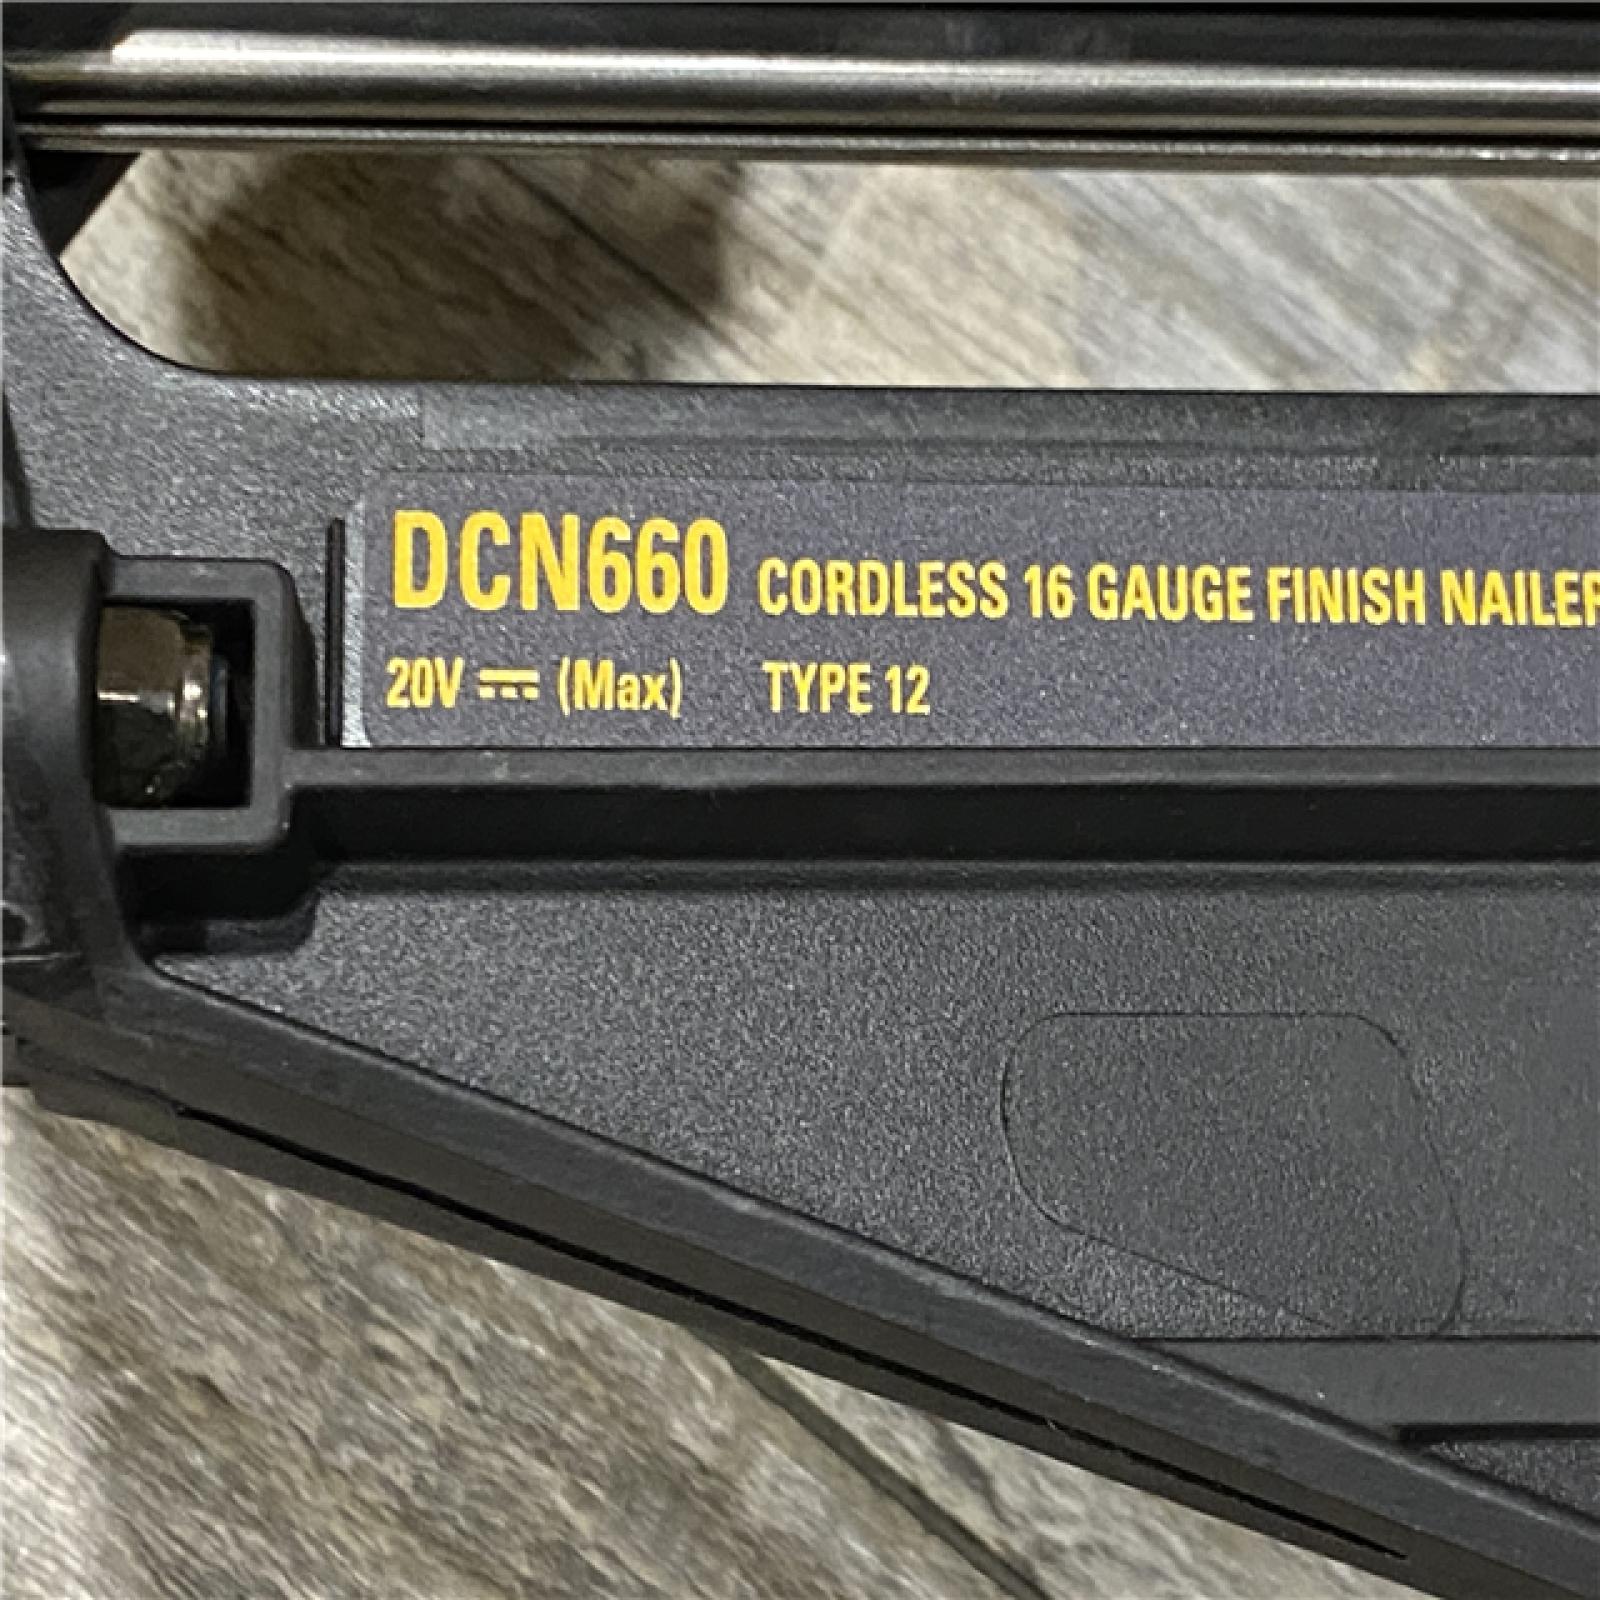 DCN660 CORDLESS 16 GAUGE FINISH NAILER
20V ⎓ (Max) TYPE 12